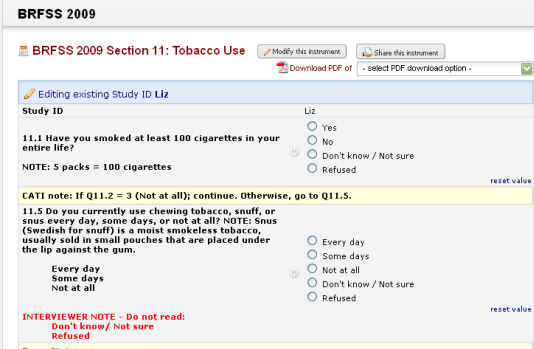 BRFSS 2009
BRFSS 2009 Section 11: Tobacco Use
Modify this instrument
Share this instrument
Download PDF of
- select PDF download option -
Editing existing Study ID Liz
Study ID
Liz
11.1 Have you smoked at least 100 cigarettes in your
entire life?
NOTE: 5 packs = 100 cigarettes
H
Yes
No
Don't know / Not sure
Refused
reset value
CATI note: If Q11.2 = 3 (Not at all); continue. Otherwise, go to Q11.5.
11.5 Do you currently use chewing tobacco, snuff, or
snus every day, some days, or not at all? NOTE: Snus
(Swedish for snuff) is a moist smokeless tobacco,
usually sold in small pouches that are placed under
the lip against the gum.
Every day
Some days
Not at all
INTERVIEWER NOTE - Do not read:
Don't know/ Not sure
Refused
H
Every day
Some days
Not at all
Don't know / Not sure
Refused
reset value